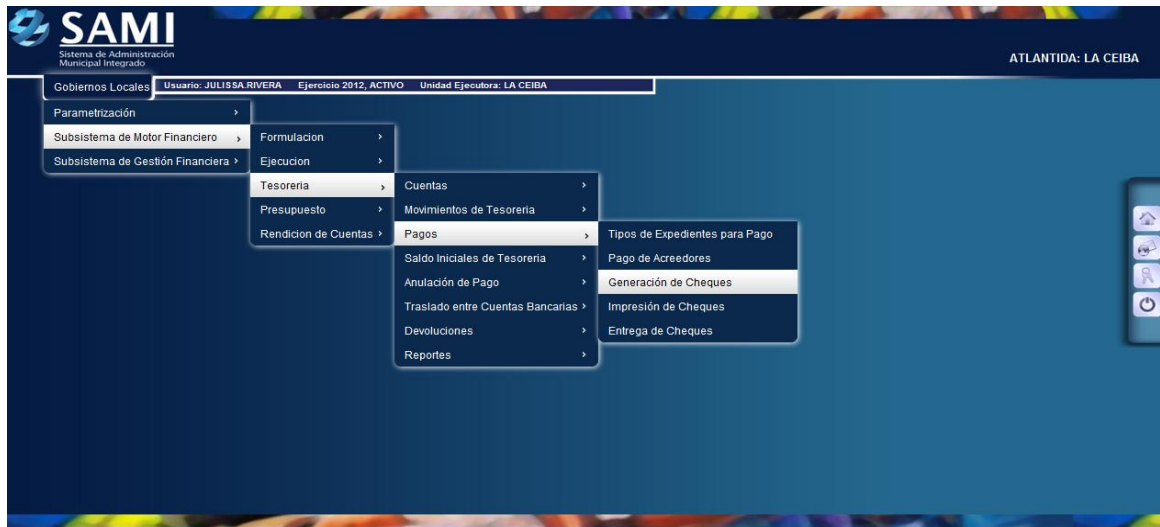 SAMI
Sistema de Administración
Municipal Integrado
ATLANTIDA: LA CEIBA
Gobiernos Locales
Usuario: JULISSA.RIVERA Ejercicio 2012, ACTIVO Unidad Ejecutora: LA CEIBA
Parametrización
Subsistema de Motor Financiero
Subsistema de Gestión Financiera
Formulacion
Ejecucion
Tesoreria
Presupuesto
Rendicion de Cuentas
Cuentas
Movimientos de Tesoreria
Pagos
Saldo Iniciales de Tesoreria
Anulación de Pago
Traslado entre Cuentas Bancarias
Devoluciones
Reportes
Tipos de Expedientes para Pago
Pago de Acreedores
Generación de Cheques
Impresión de Cheques
Entrega de Cheques